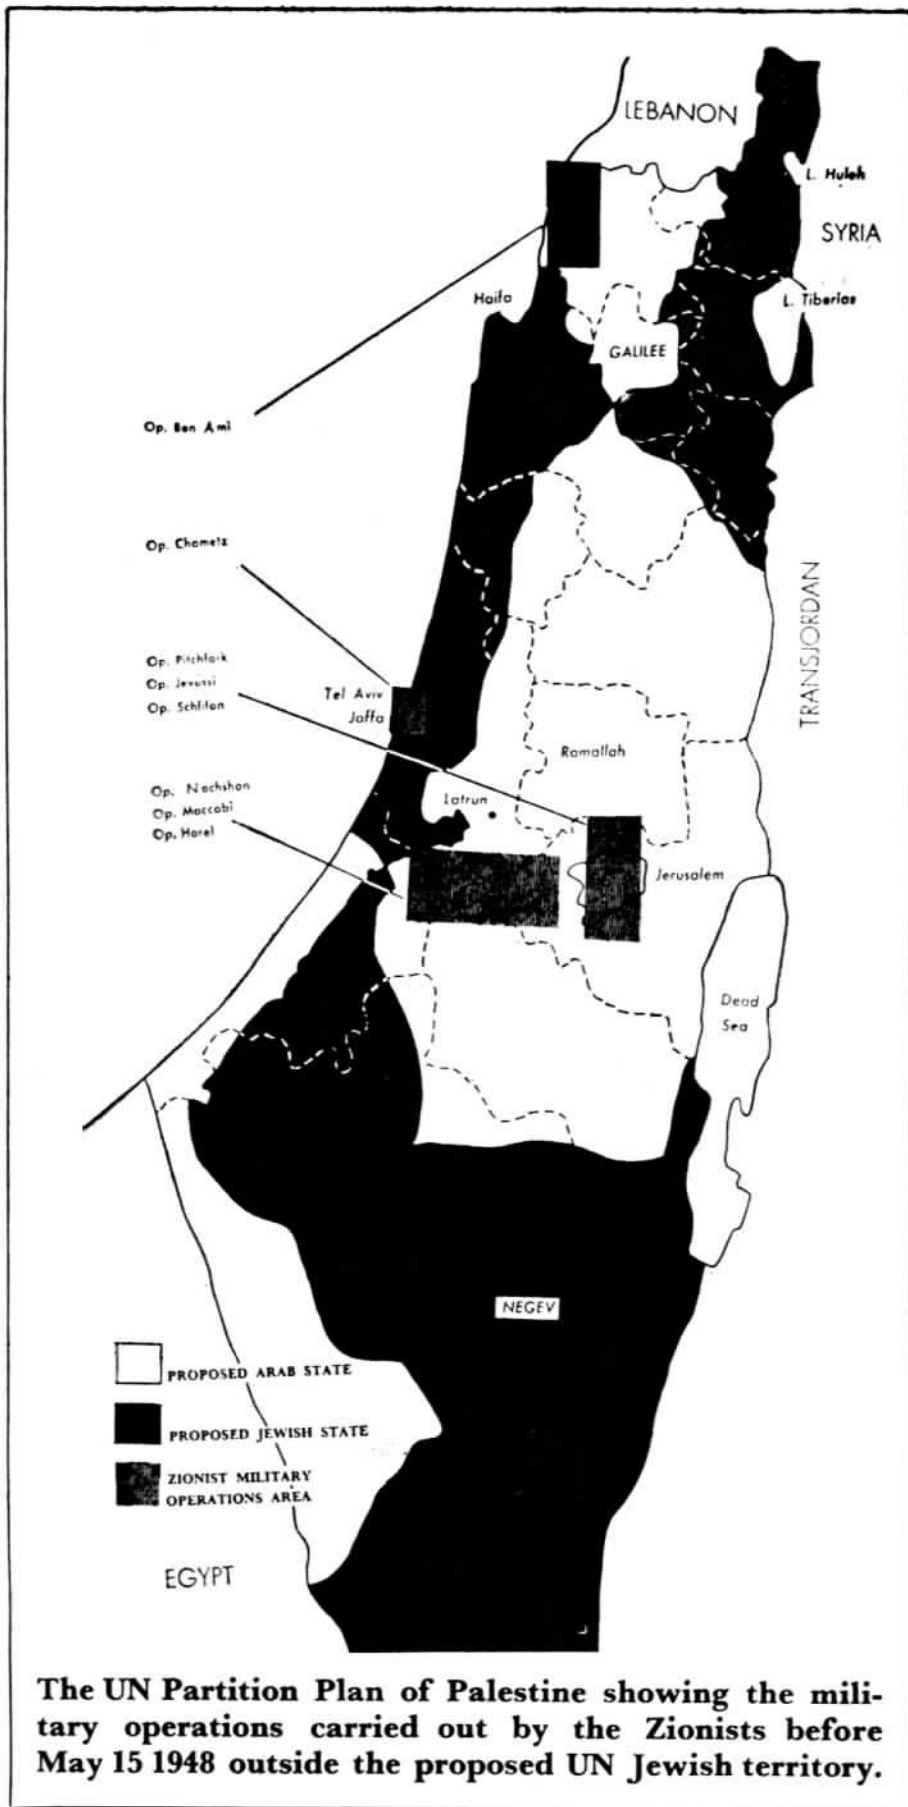 LEBANON
L. Huleh
SYRIA
Haifa
L. Tiberias
GALILEE
Op. Ben Ami
Op. Chametz
TRANSJORDAN
Op. Pitchfork
Op. Jevussi
Op. Schfifon
Tel Aviv
Jaffa
Ramallah
Op. Nachshon
Op. Maccabi
Op. Harel
Latrun
Jerusalem
Dead
Sea
NEGEV
PROPOSED ARAB STATE
PROPOSED JEWISH STATE
ZIONIST MILITARY
OPERATIONS AREA
EGYPT
The UN Partition Plan of Palestine showing the mili-
tary operations carried out by the Zionists before
May 15 1948 outside the proposed UN Jewish territory.